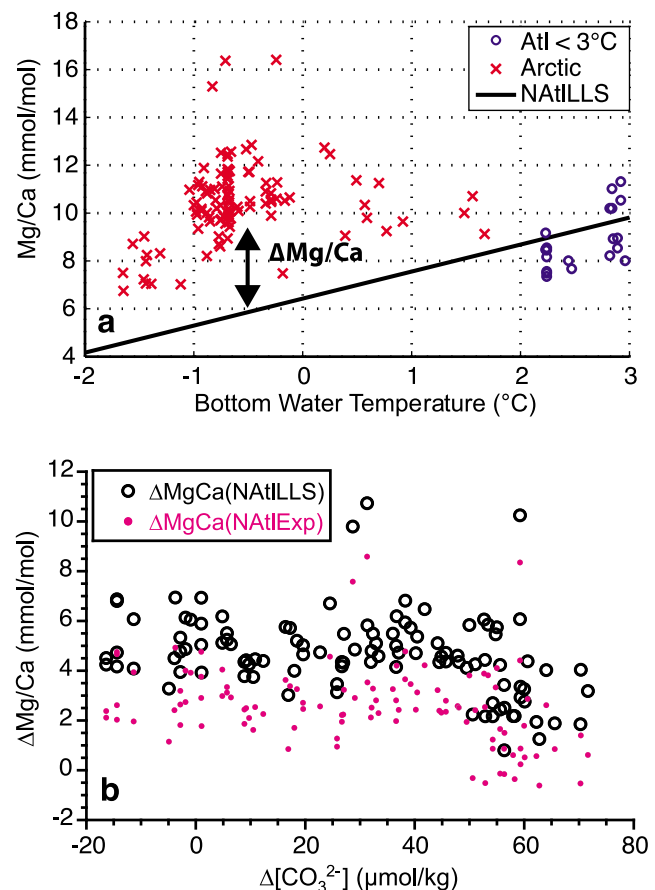 18
16
14
12
10
8
6
4
Mg/Ca (mmol/mol)
Atl < 3°C
Arctic
NAtlLLS
ΔMg/Ca
a
-2 -1 0 1 2 3
Bottom Water Temperature (°C)
12
10
8
6
4
2
0
-2
ΔMg/Ca (mmol/mol)
ΔMgCa(NAtlLLS)
ΔMgCa(NAtlExp)
b
-20 0 20 40 60 80
Δ[CO₃²⁻] (µmol/kg)